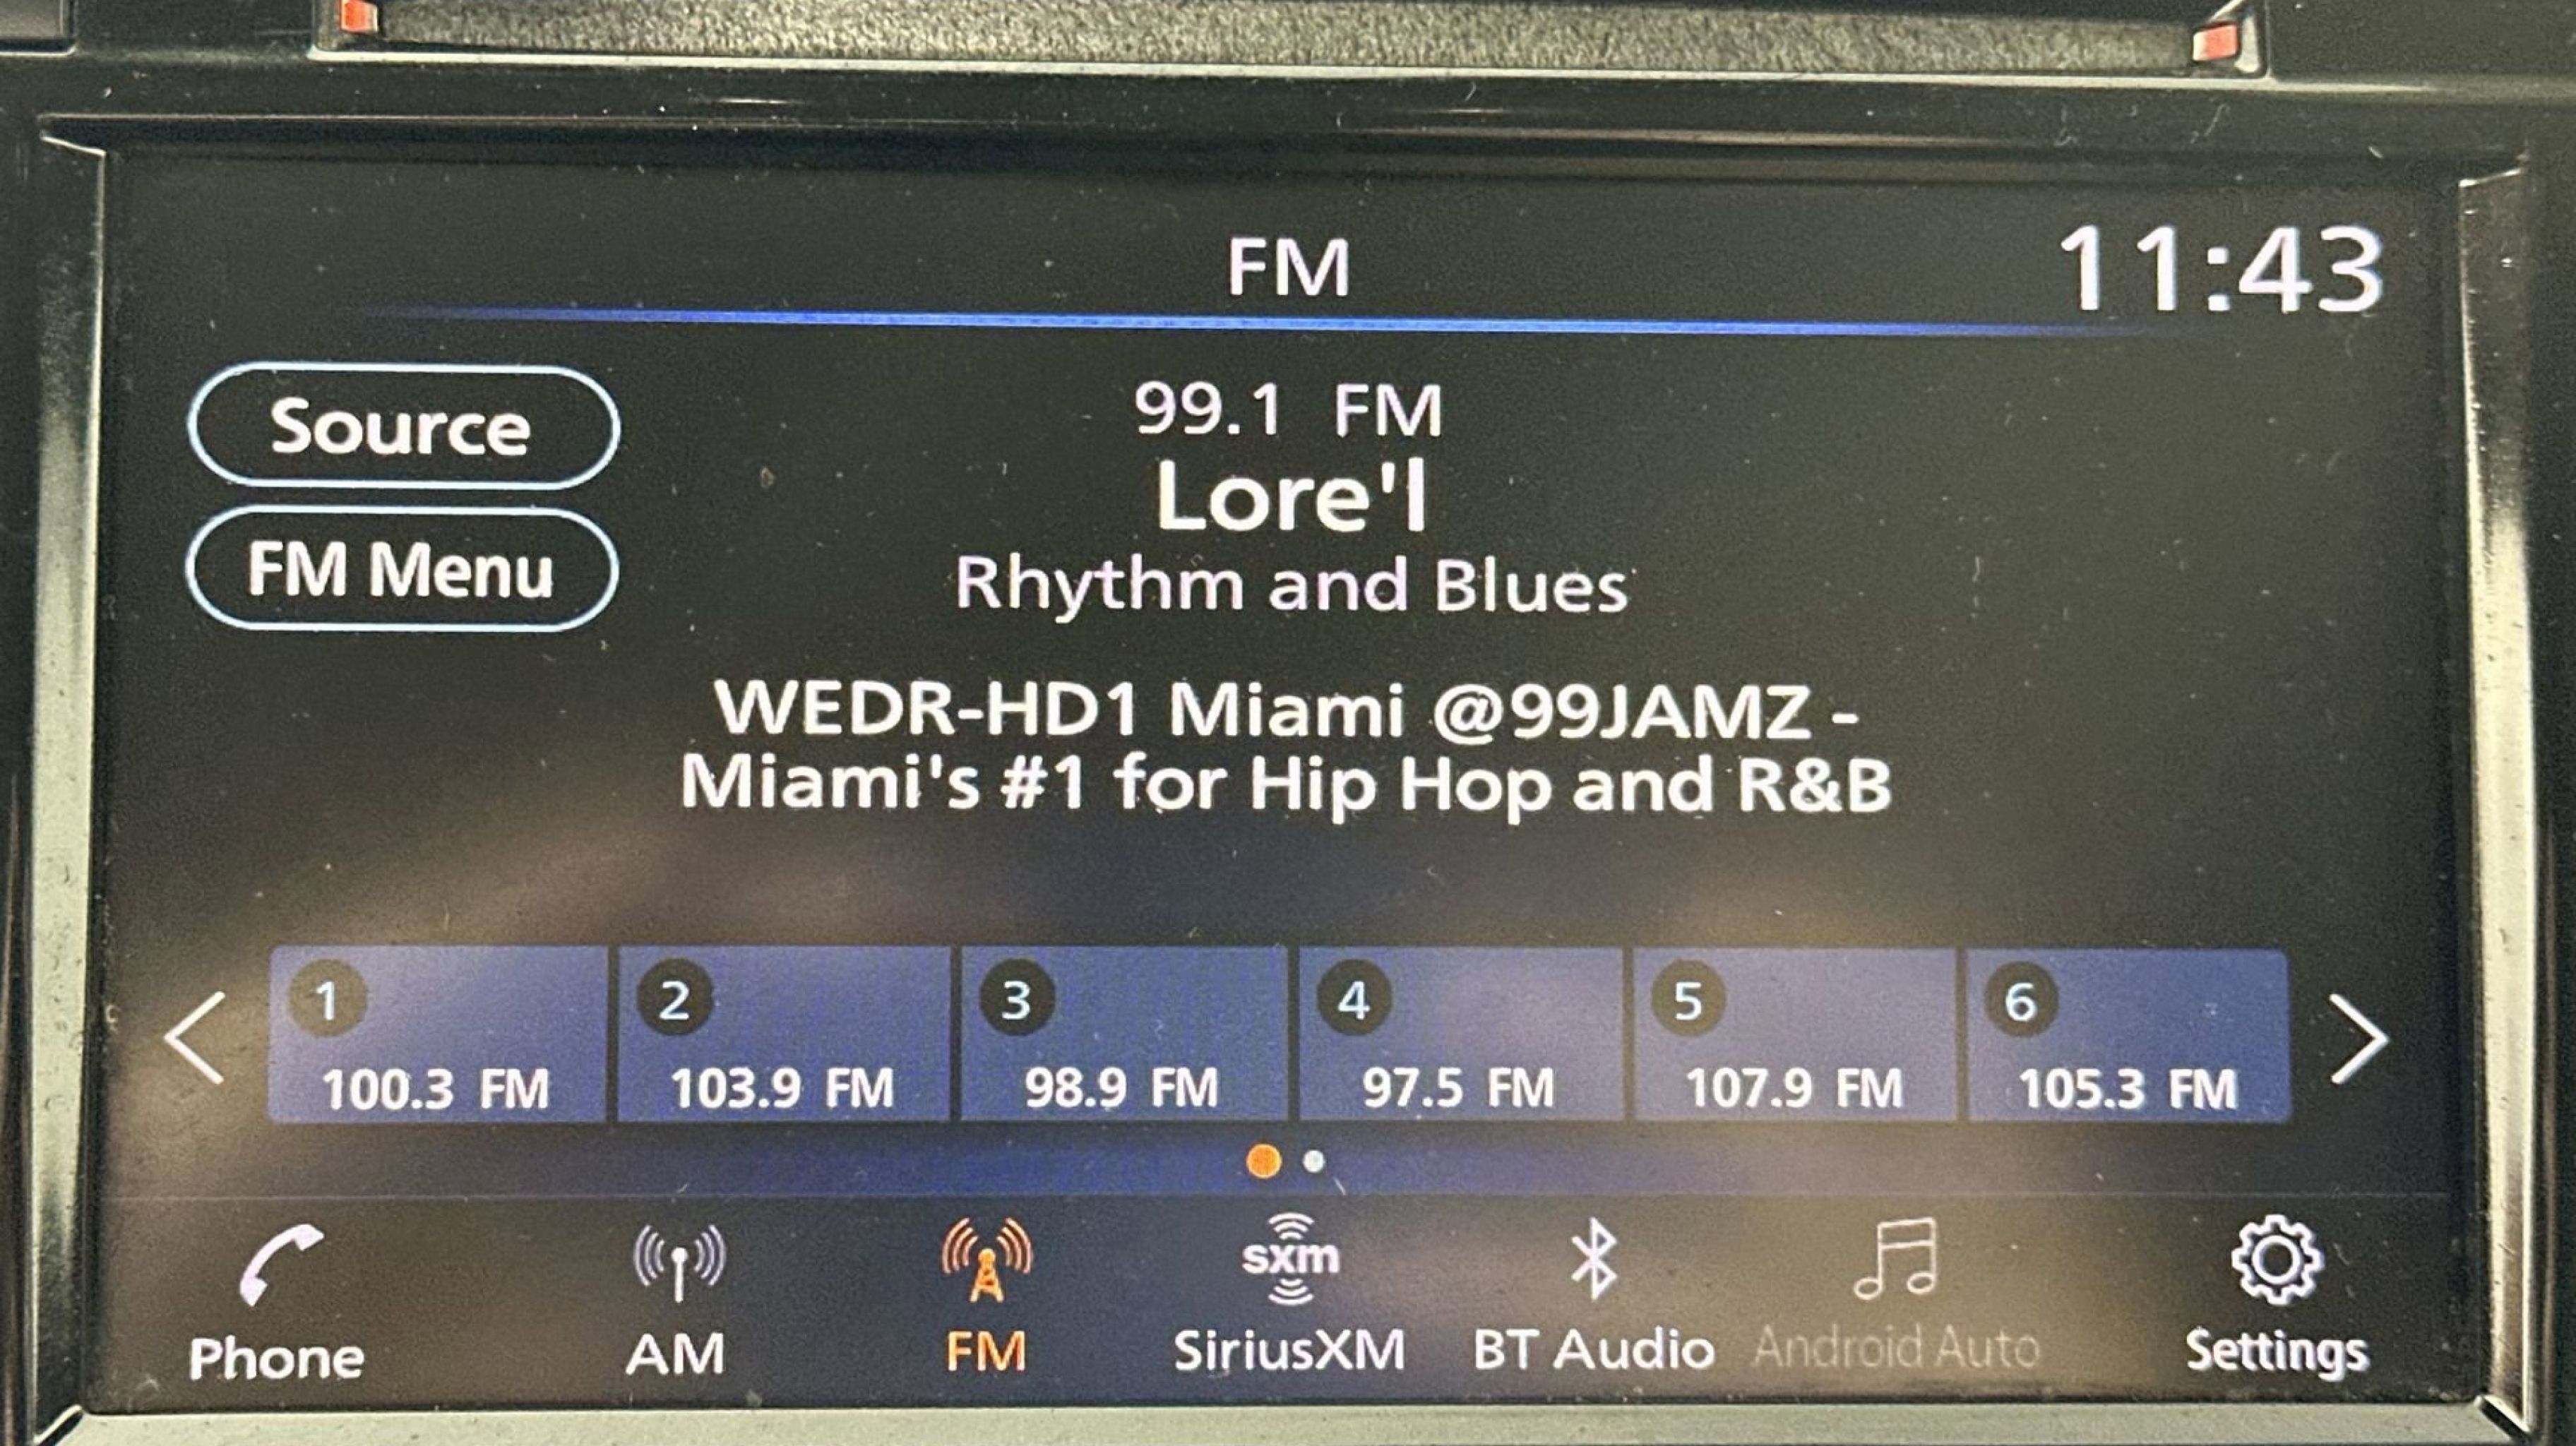 FM
11:43
Source
99.1 FM
Lore'l
FM Menu
Rhythm and Blues
WEDR-HD1 Miami @99JAMZ -
Miami's #1 for Hip Hop and R&B
1
2
3
4
5
6
100.3 FM
103.9 FM
98.9 FM
97.5 FM
107.9 FM
105.3 FM
sxm
Phone
AM
FM
SiriusXM
BT Audio
Android Auto
Settings